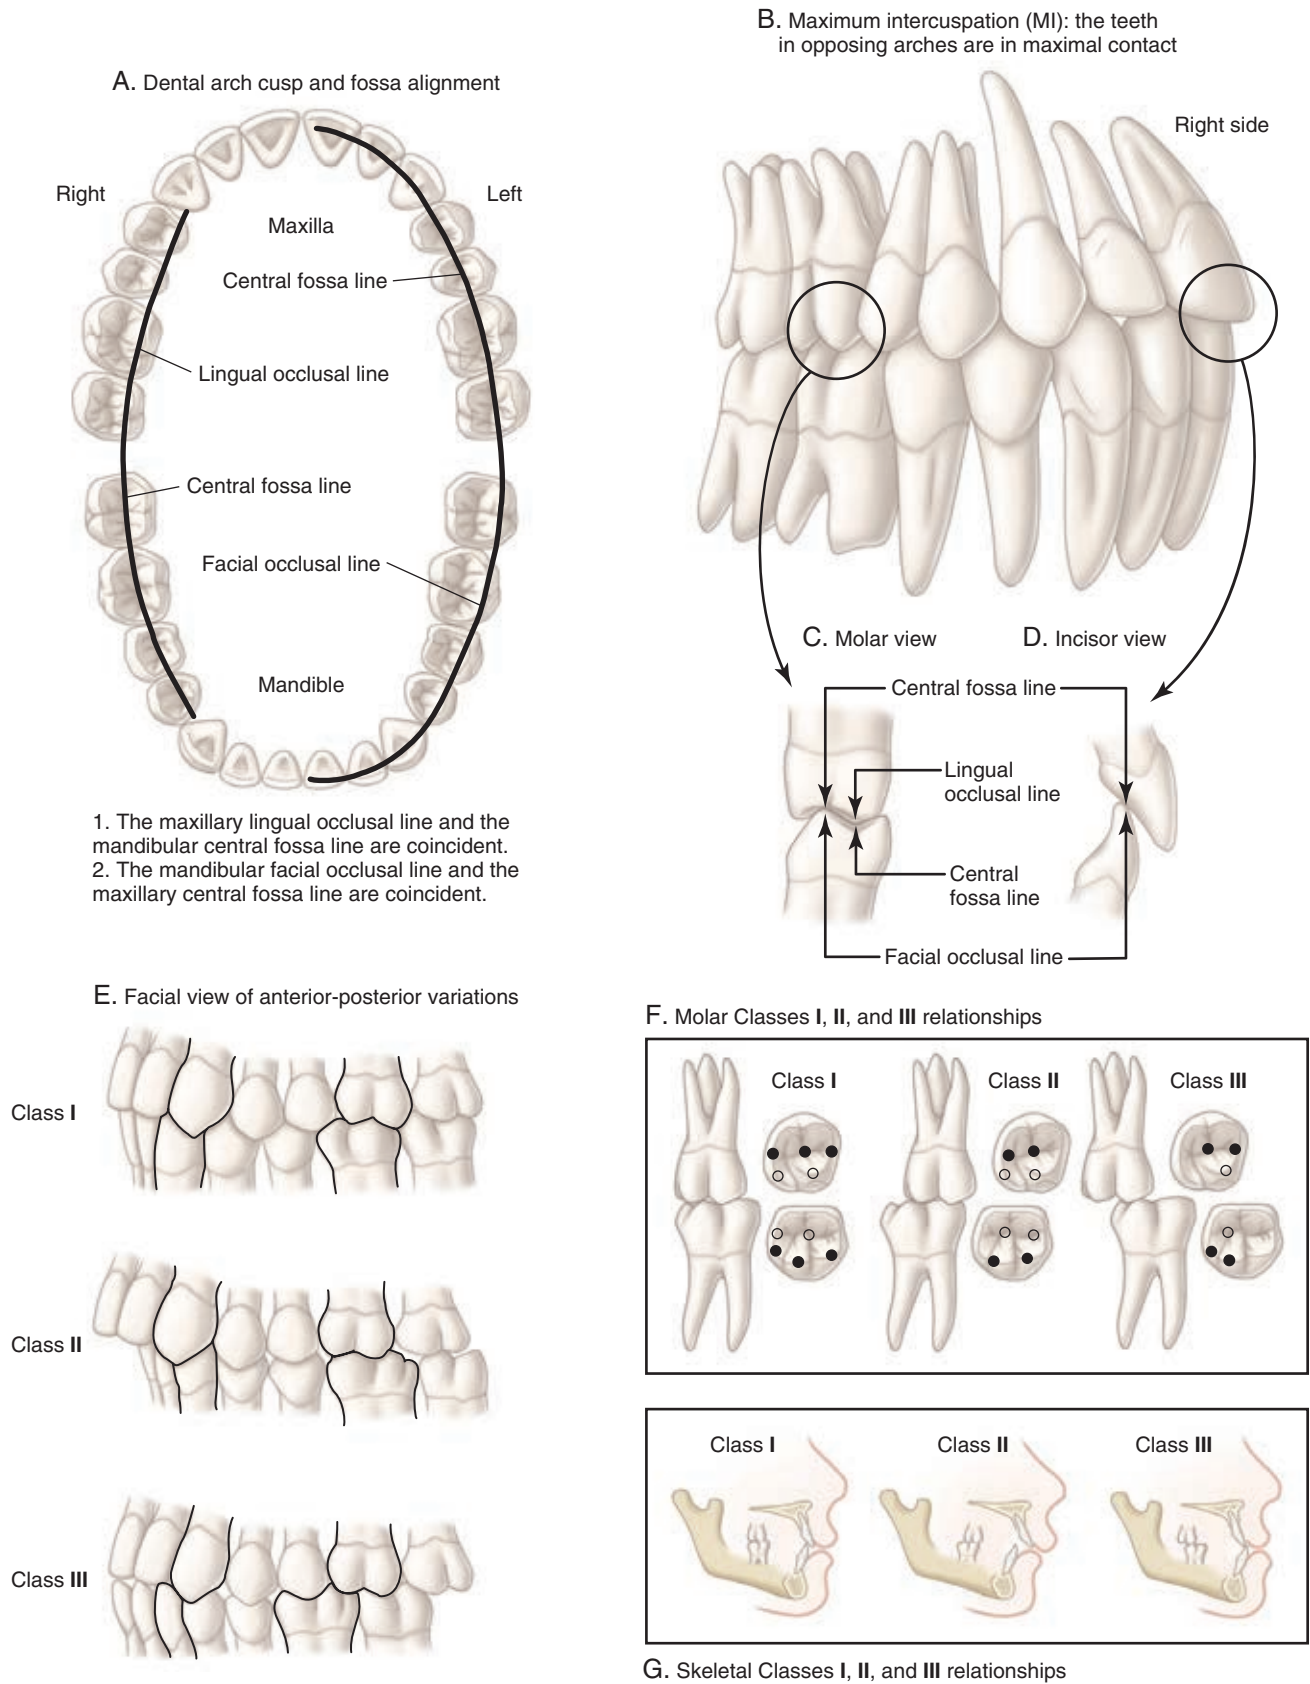 A. Dental arch cusp and fossa alignment
Right
Left
Maxilla
Central fossa line
Lingual occlusal line
Central fossa line
Facial occlusal line
Mandible
1. The maxillary lingual occlusal line and the
mandibular central fossa line are coincident.
2. The mandibular facial occlusal line and the
maxillary central fossa line are coincident.
B. Maximum intercuspation (MI): the teeth
in opposing arches are in maximal contact
Right side
C. Molar view
D. Incisor view
Central fossa line
Lingual
occlusal line
Central
fossa line
Facial occlusal line
E. Facial view of anterior-posterior variations
Class I
Class II
Class III
F. Molar Classes I, II, and III relationships
Class I
Class II
Class III
Class I
Class II
Class III
G. Skeletal Classes I, II, and III relationships